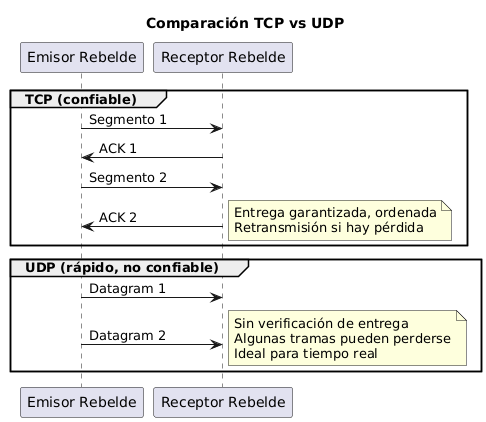 Comparación TCP vs UDP
Emisor Rebelde
Receptor Rebelde
TCP (confiable)
Segmento 1
ACK 1
Segmento 2
ACK 2
Entrega garantizada, ordenada
Retransmisión si hay pérdida
UDP (rápido, no confiable)
Datagram 1
Datagram 2
Sin verificación de entrega
Algunas tramas pueden perderse
Ideal para tiempo real
Emisor Rebelde
Receptor Rebelde